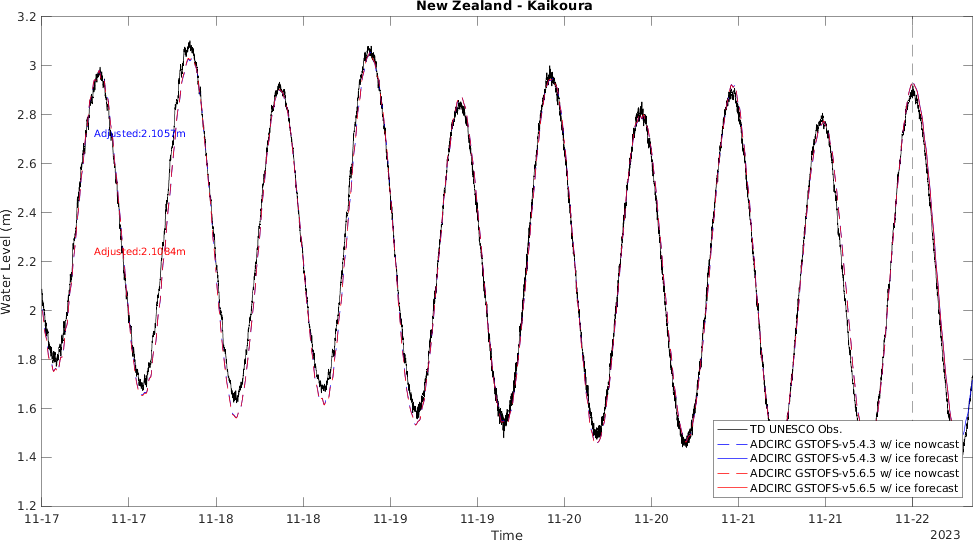 New Zealand - Kaikoura
3.2
3
2.8
2.6
2.4
2.2
2
1.8
1.6
1.4
1.2
Water Level (m)
Adjusted:2.1057m
Adjusted:2.1084m
TD UNESCO Obs.
ADCIRC GSTOFS-v5.4.3 w/ ice nowcast
ADCIRC GSTOFS-v5.4.3 w/ ice forecast
ADCIRC GSTOFS-v5.6.5 w/ ice nowcast
ADCIRC GSTOFS-v5.6.5 w/ ice forecast
11-17 11-17 11-18 11-18 11-19 11-19 11-20 11-20 11-21 11-21 11-22
Time
2023